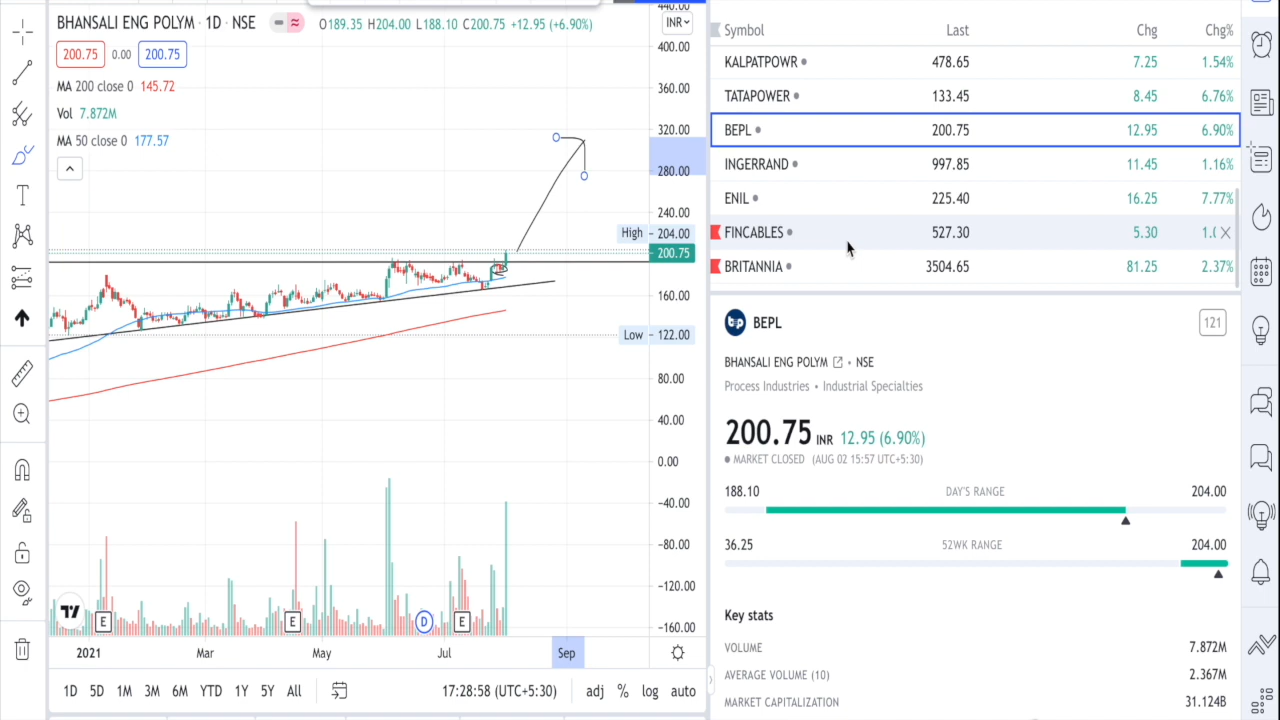 BHANSALI ENG POLYM · 1D · NSE O189.35 H204.00 L188.10 C200.75 +12.95 (+6.90%) INR
200.75 0.00 200.75
MA 200 close 0 145.72
Vol 7.872M
MA 50 close 0 177.57
440.00
400.00
360.00
320.00
280.00
240.00
High 204.00
200.75
160.00
Low 122.00
80.00
40.00
0.00
−40.00
−80.00
−120.00
−160.00
E E D E
2021 Mar May Jul Sep
1D 5D 1M 3M 6M YTD 1Y 5Y All 17:28:58 (UTC+5:30) adj % log auto
Symbol Last Chg Chg%
KALPATPOWR 478.65 7.25 1.54%
TATAPOWER 133.45 8.45 6.76%
BEPL 200.75 12.95 6.90%
INGERRAND 997.85 11.45 1.16%
ENIL 225.40 16.25 7.77%
FINCABLES 527.30 5.30
BRITANNIA 3504.65 81.25 2.37%
bep BEPL 121
BHANSALI ENG POLYM • NSE
Process Industries • Industrial Specialties
200.75 INR 12.95 (6.90%)
MARKET CLOSED (AUG 02 15:57 UTC+5:30)
188.10 DAY'S RANGE 204.00
36.25 52WK RANGE 204.00
Key stats
VOLUME 7.872M
AVERAGE VOLUME (10) 2.367M
MARKET CAPITALIZATION 31.124B